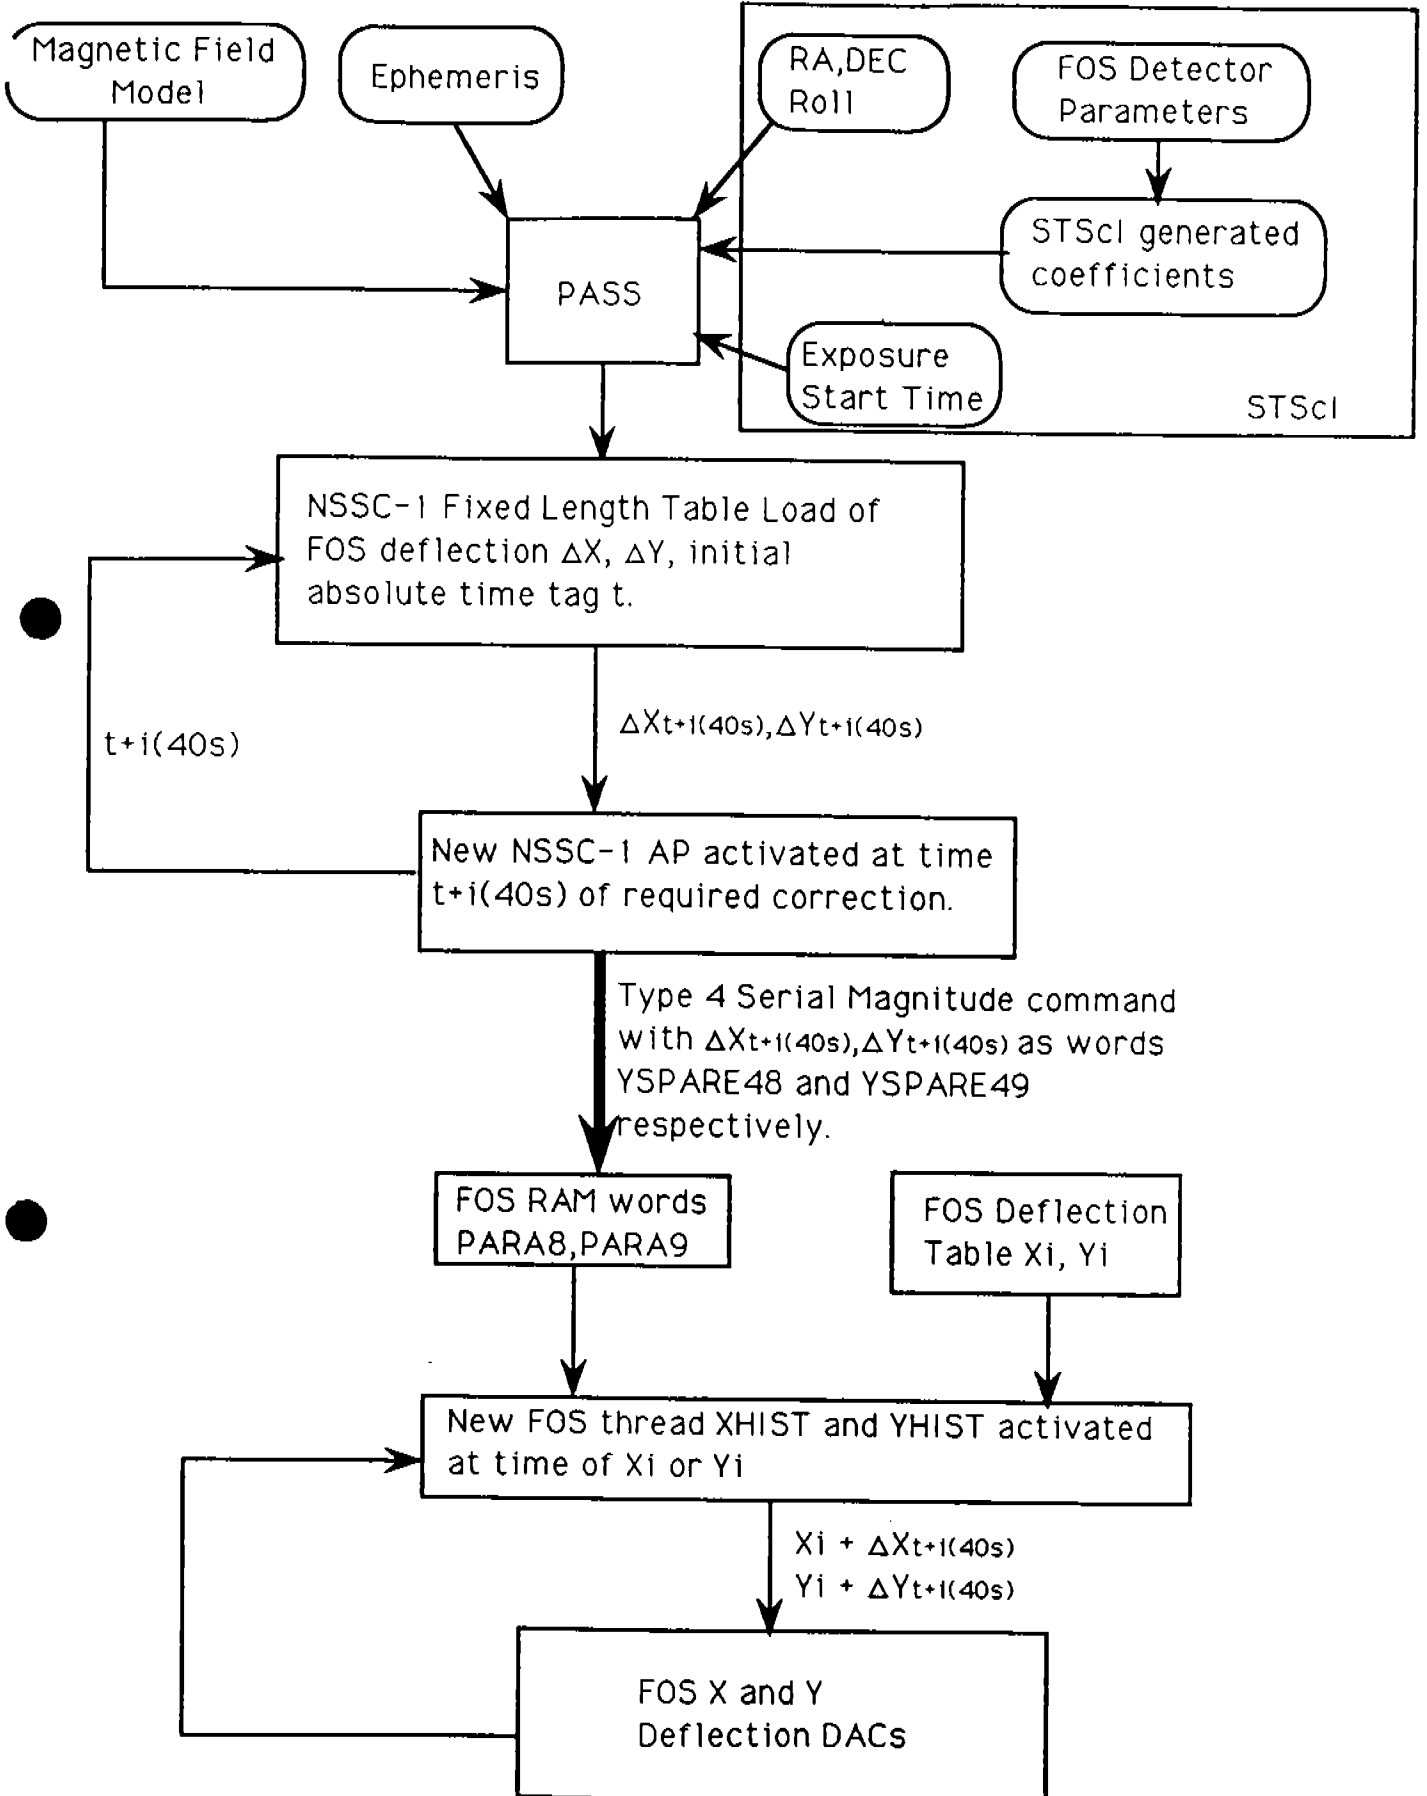 Magnetic Field
Model
Ephemeris
RA,DEC
Roll
FOS Detector
Parameters
STScI generated
coefficients
PASS
Exposure
Start Time
STScI
NSSC-1 Fixed Length Table Load of
FOS deflection ΔX, ΔY, initial
absolute time tag t.
t+i(40s)
ΔXt+i(40s),ΔYt+i(40s)
New NSSC-1 AP activated at time
t+i(40s) of required correction.
Type 4 Serial Magnitude command
with ΔXt+i(40s),ΔYt+i(40s) as words
YSPARE48 and YSPARE49
respectively.
FOS RAM words
PARA8,PARA9
FOS Deflection
Table Xi, Yi
New FOS thread XHIST and YHIST activated
at time of Xi or Yi
Xi + ΔXt+i(40s)
Yi + ΔYt+i(40s)
FOS X and Y
Deflection DACs